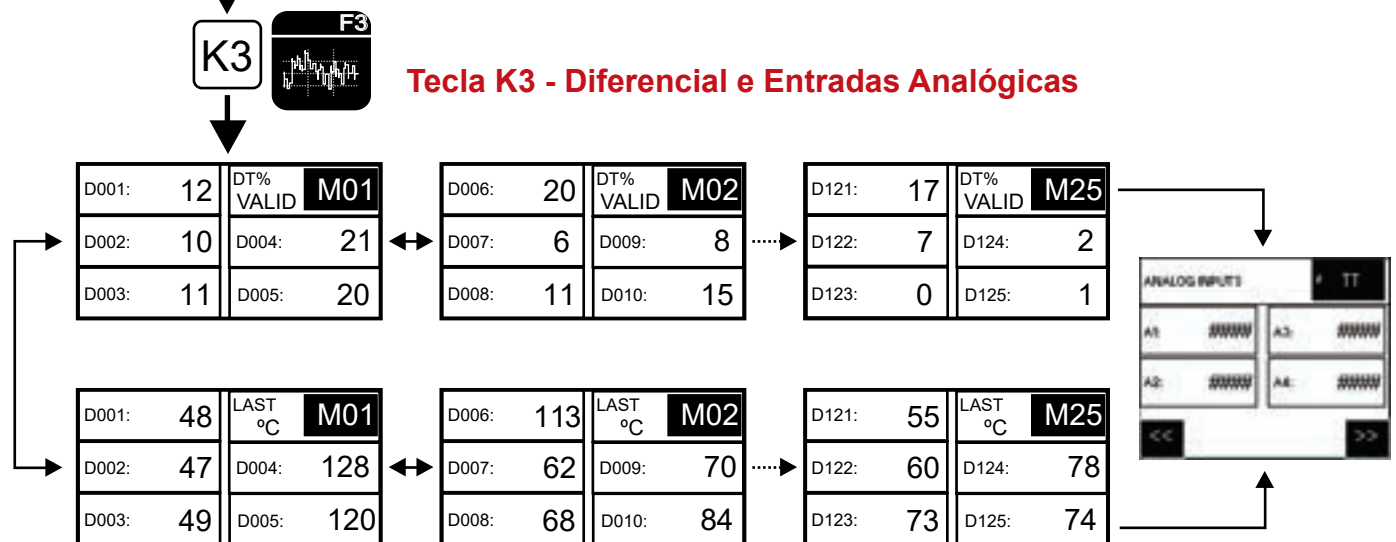 F3
K3
Tecla K3 - Diferencial e Entradas Analógicas
D001: 12 DT% VALID M01
D002: 10 D004: 21
D003: 11 D005: 20
D006: 20 DT% VALID M02
D007: 6 D009: 8
D008: 11 D010: 15
D121: 17 DT% VALID M25
D122: 7 D124: 2
D123: 0 D125: 1
ANALOG INPUTS TT
A1: ##### A3: #####
A2: ##### A4: #####
<< >>
D001: 48 LAST ºC M01
D002: 47 D004: 128
D003: 49 D005: 120
D006: 113 LAST ºC M02
D007: 62 D009: 70
D008: 68 D010: 84
D121: 55 LAST ºC M25
D122: 60 D124: 78
D123: 73 D125: 74